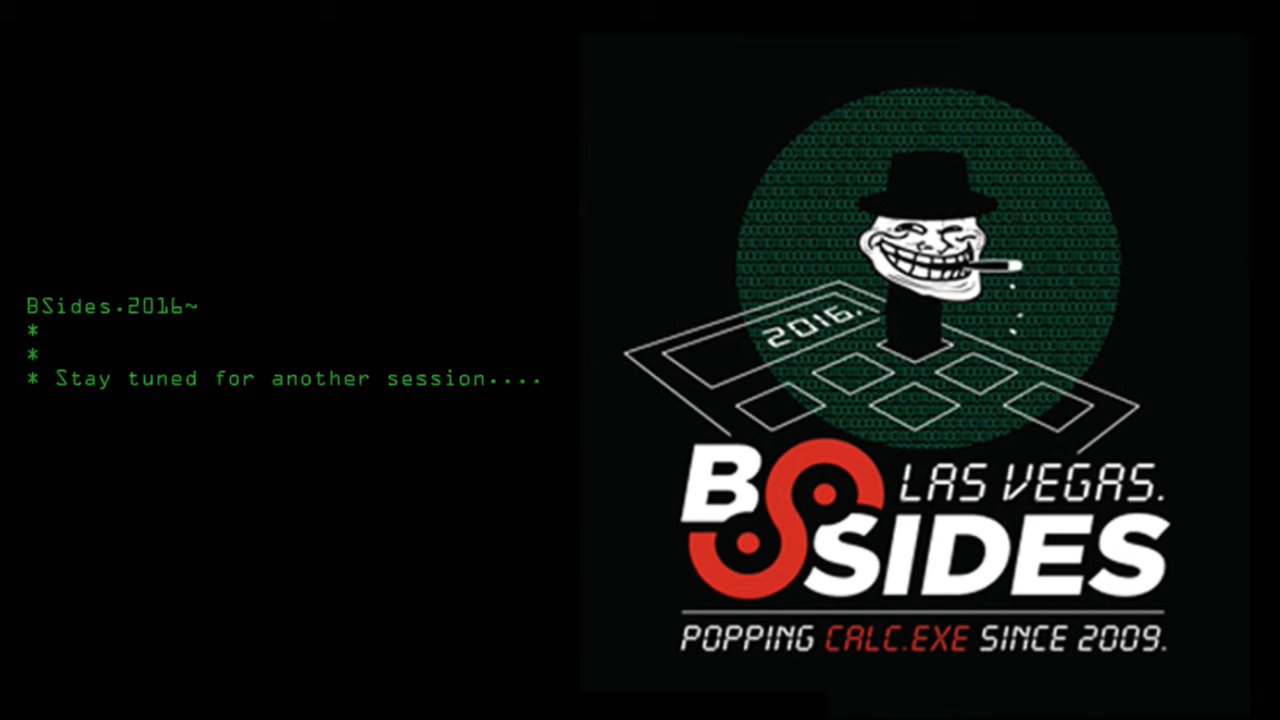 BSides.2016~
*
*
* Stay tuned for another session....
2016.
B LAS VEGAS.
SIDES
POPPING CALC.EXE SINCE 2009.